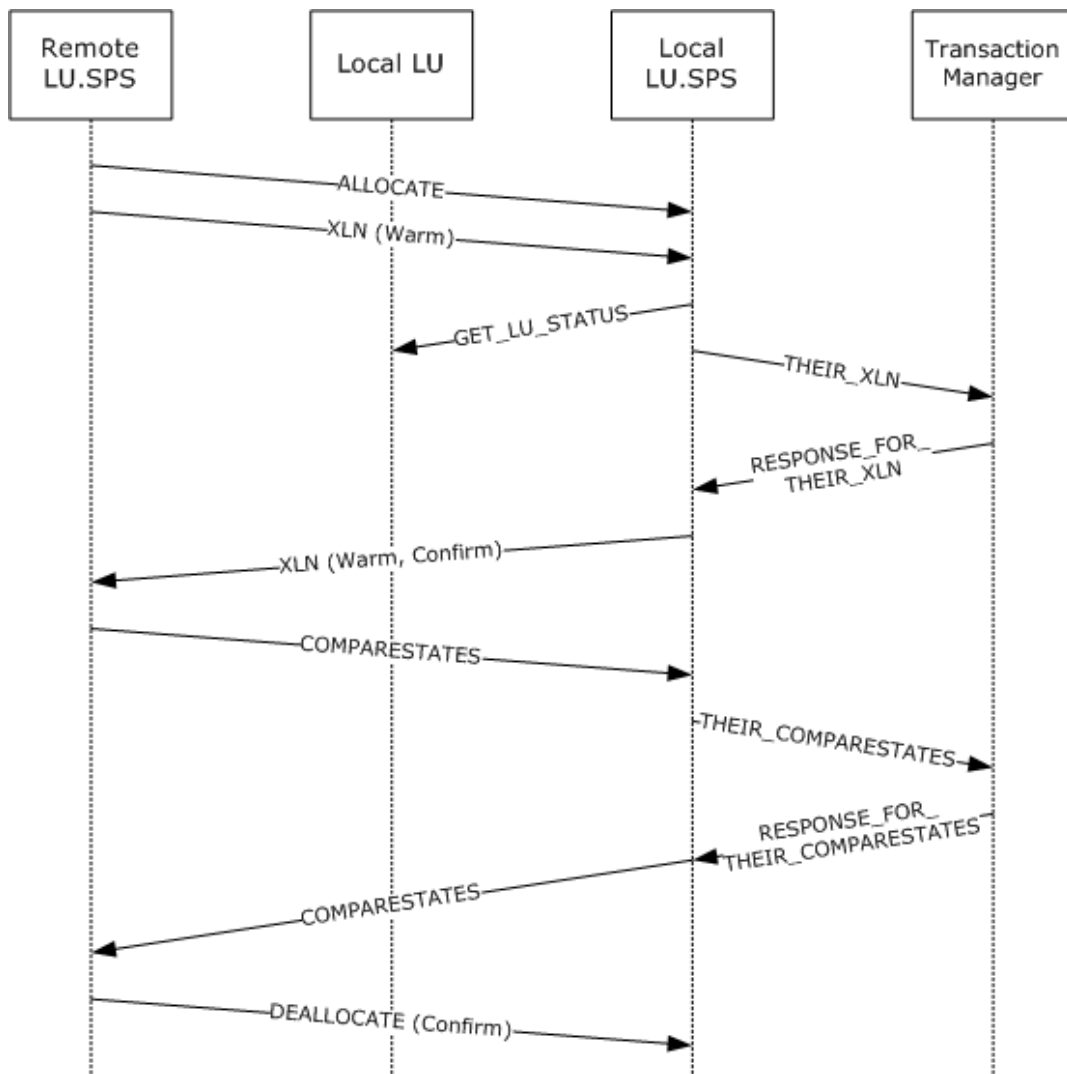 Remote
LU.SPS
Local LU
Local
LU.SPS
Transaction
Manager
ALLOCATE
XLN (Warm)
GET_LU_STATUS
THEIR_XLN
RESPONSE_FOR_
THEIR_XLN
XLN (Warm, Confirm)
COMPARESTATES
THEIR_COMPARESTATES
RESPONSE_FOR_
THEIR_COMPARESTATES
COMPARESTATES
DEALLOCATE (Confirm)